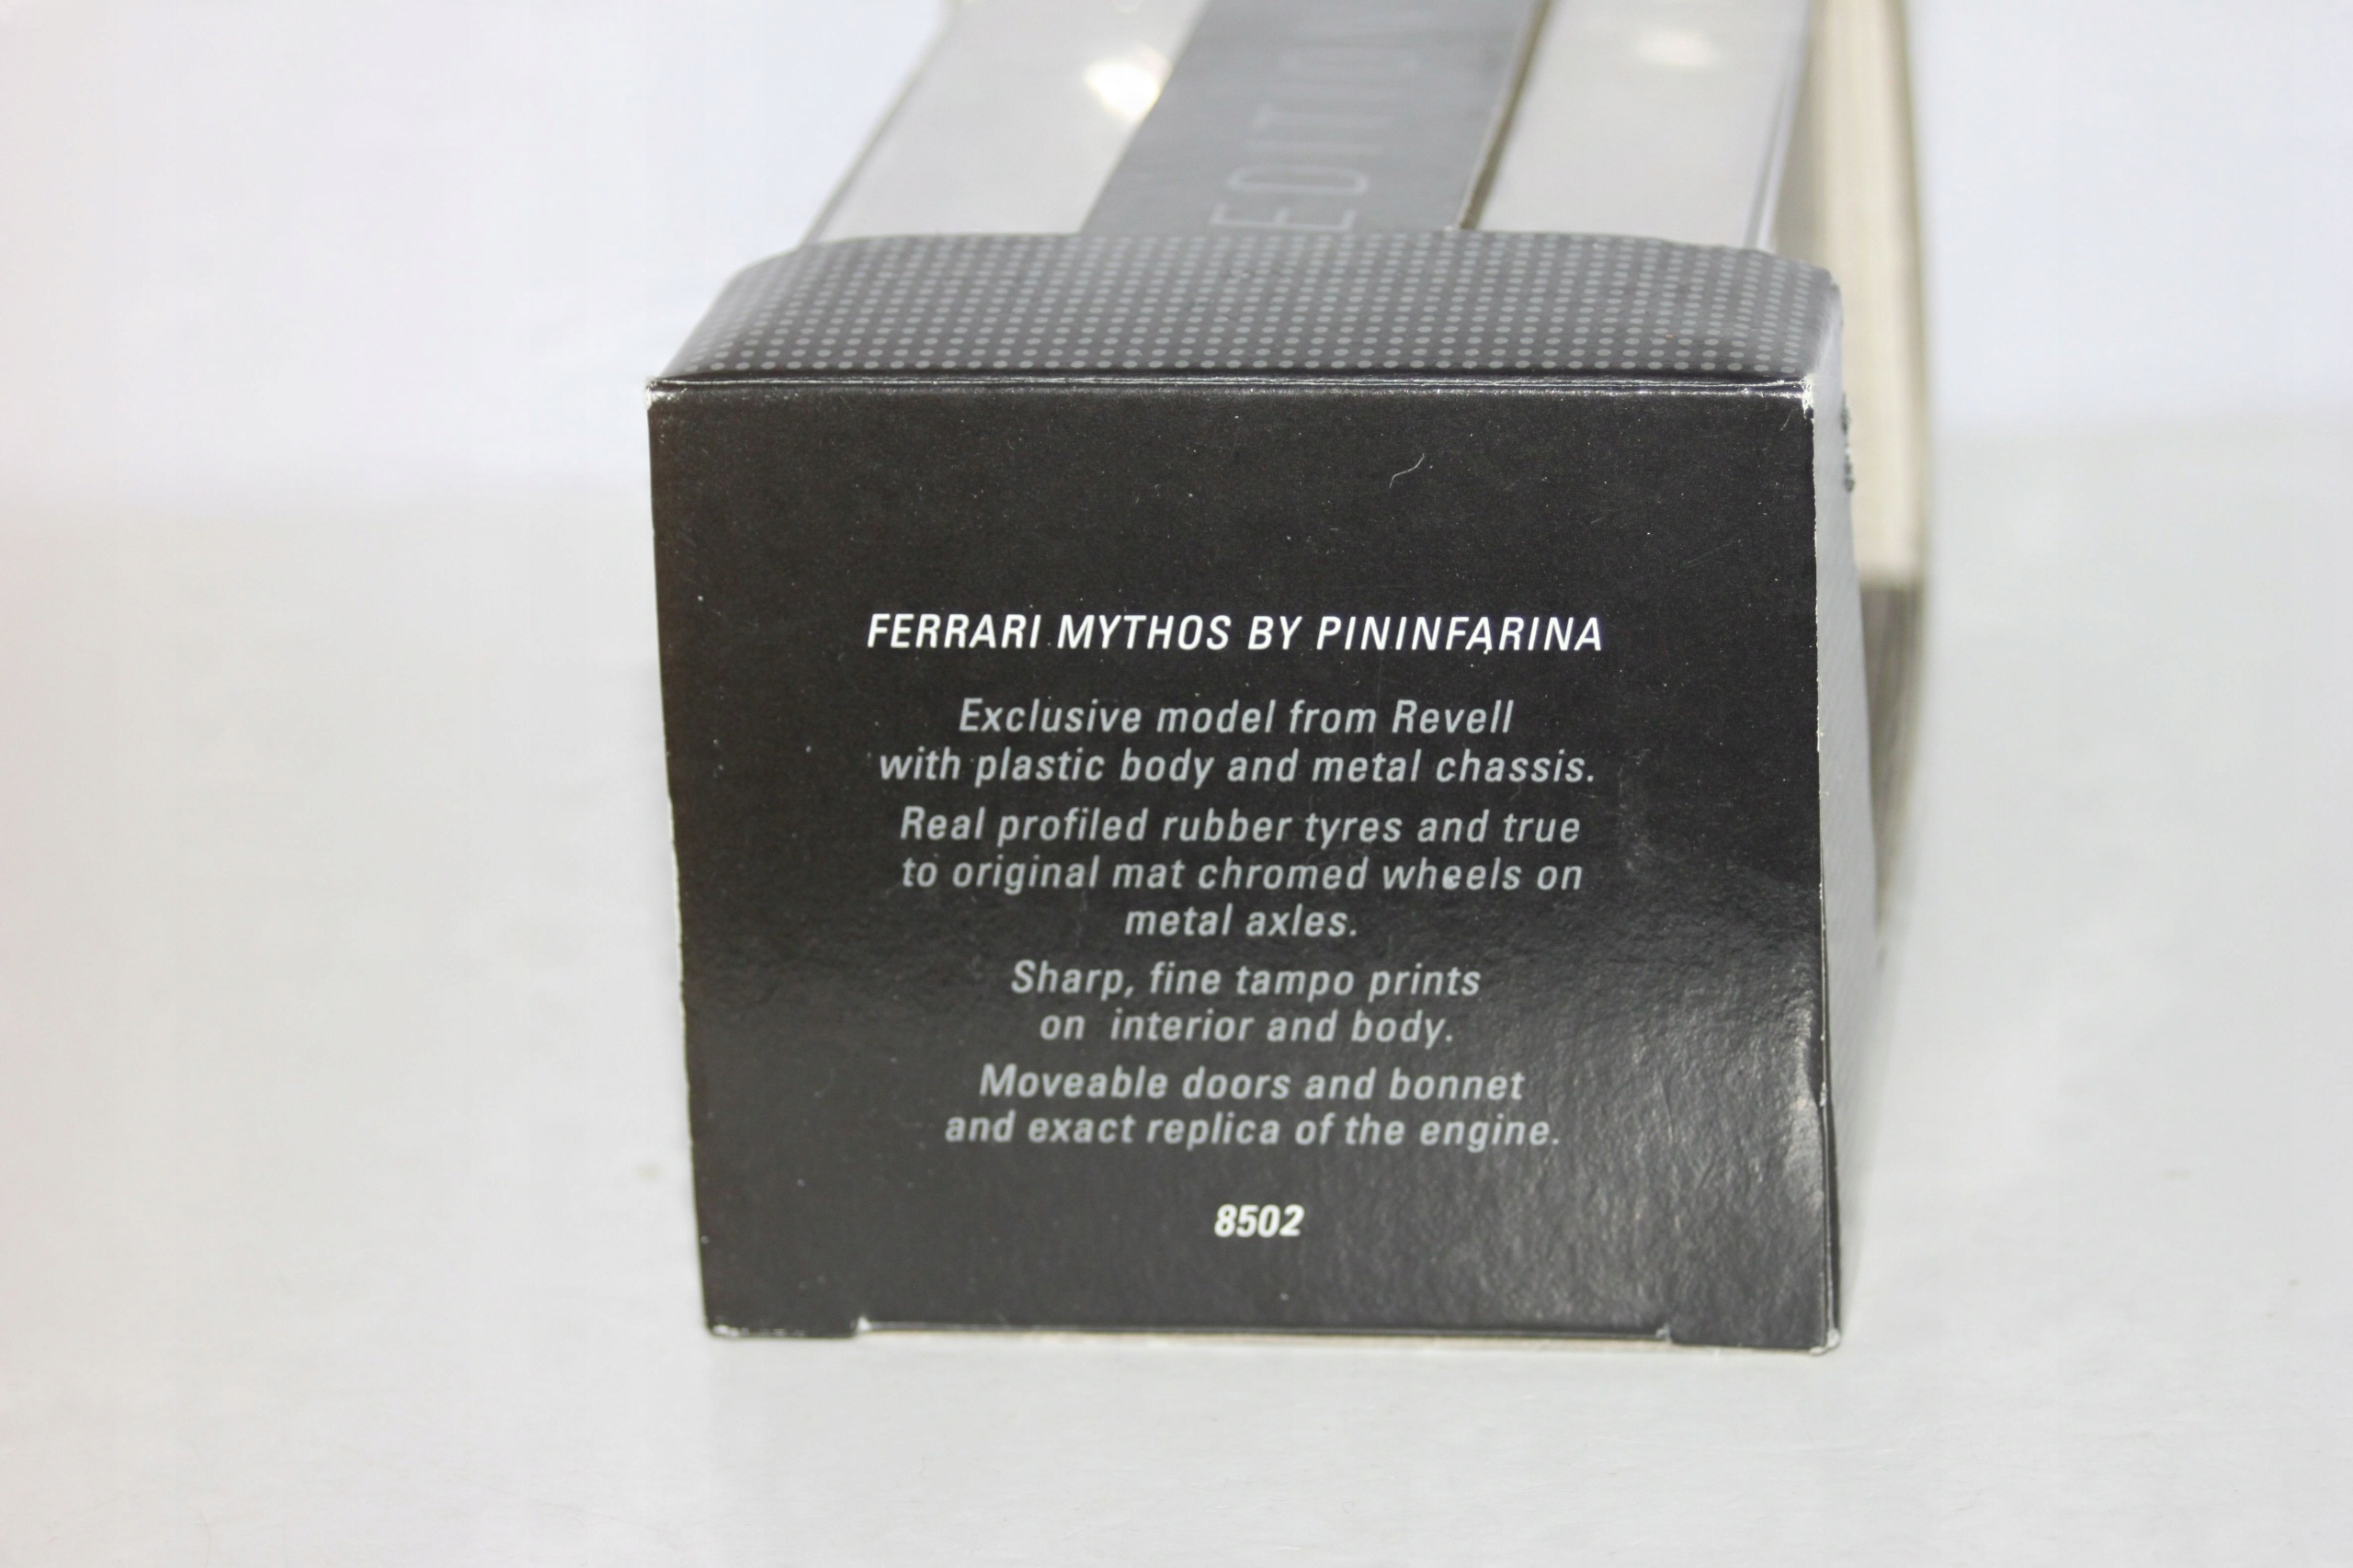 EDITION
FERRARI MYTHOS BY PININFARINA
Exclusive model from Revell
with plastic body and metal chassis.
Real profiled rubber tyres and true
to original mat chromed wheels on
metal axles.
Sharp, fine tampo prints
on interior and body.
Moveable doors and bonnet
and exact replica of the engine.
8502